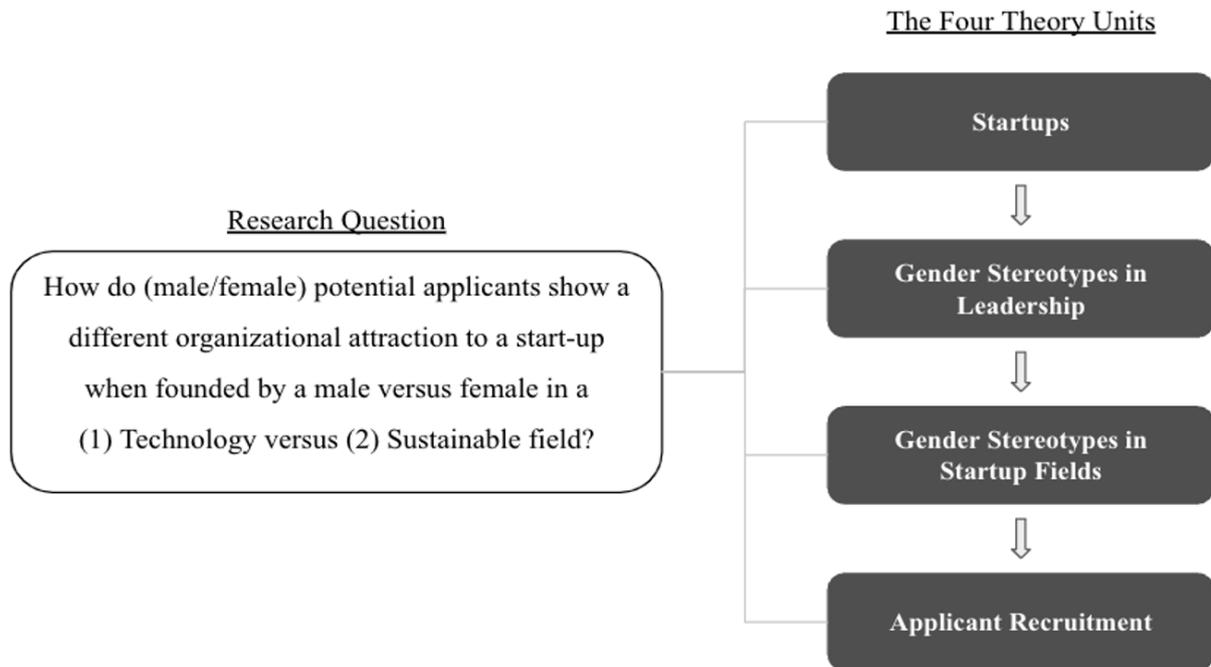 The Four Theory Units
Startups
Research Question
How do (male/female) potential applicants show a
different organizational attraction to a start-up
when founded by a male versus female in a
(1) Technology versus (2) Sustainable field?
Gender Stereotypes in
Leadership
Gender Stereotypes in
Startup Fields
Applicant Recruitment